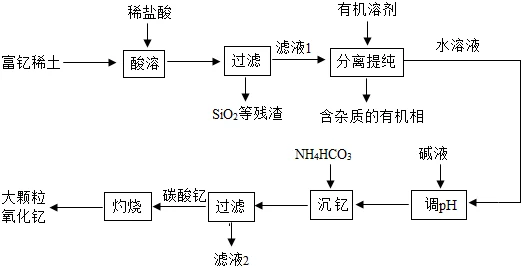 稀盐酸
有机溶剂
富钇稀土
酸溶
过滤
滤液1
分离提纯
水溶液
SiO2等残渣
含杂质的有机相
NH4HCO3
碱液
大颗粒
氧化钇
灼烧
碳酸钇
过滤
沉钇
调pH
滤液2